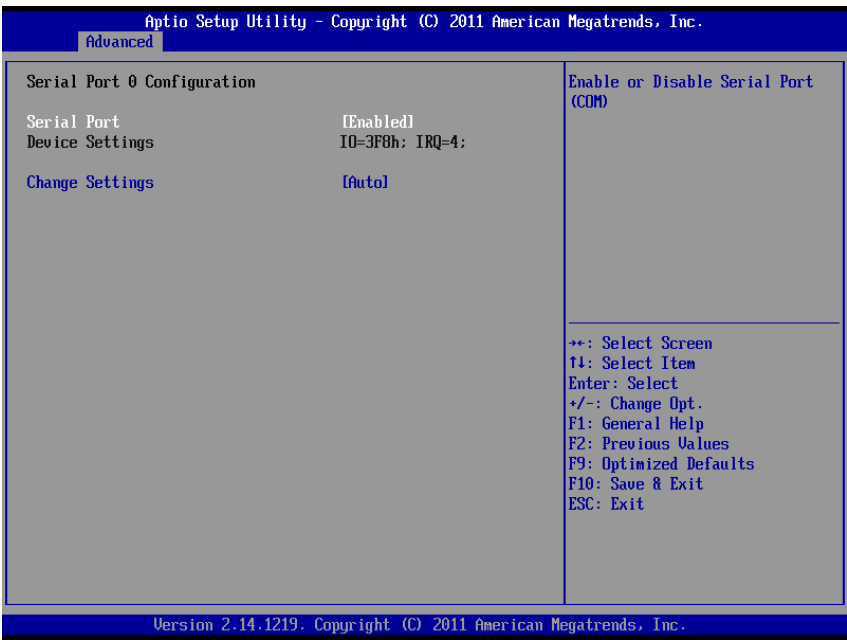 Aptio Setup Utility - Copyright (C) 2011 American Megatrends, Inc.
Advanced
Serial Port 0 Configuration
Serial Port [Enabled]
Device Settings IO=3F8h; IRQ=4;
Change Settings [Auto]
Enable or Disable Serial Port
(COM)
→←: Select Screen
↑↓: Select Item
Enter: Select
+/-: Change Opt.
F1: General Help
F2: Previous Values
F9: Optimized Defaults
F10: Save & Exit
ESC: Exit
Version 2.14.1219. Copyright (C) 2011 American Megatrends, Inc.